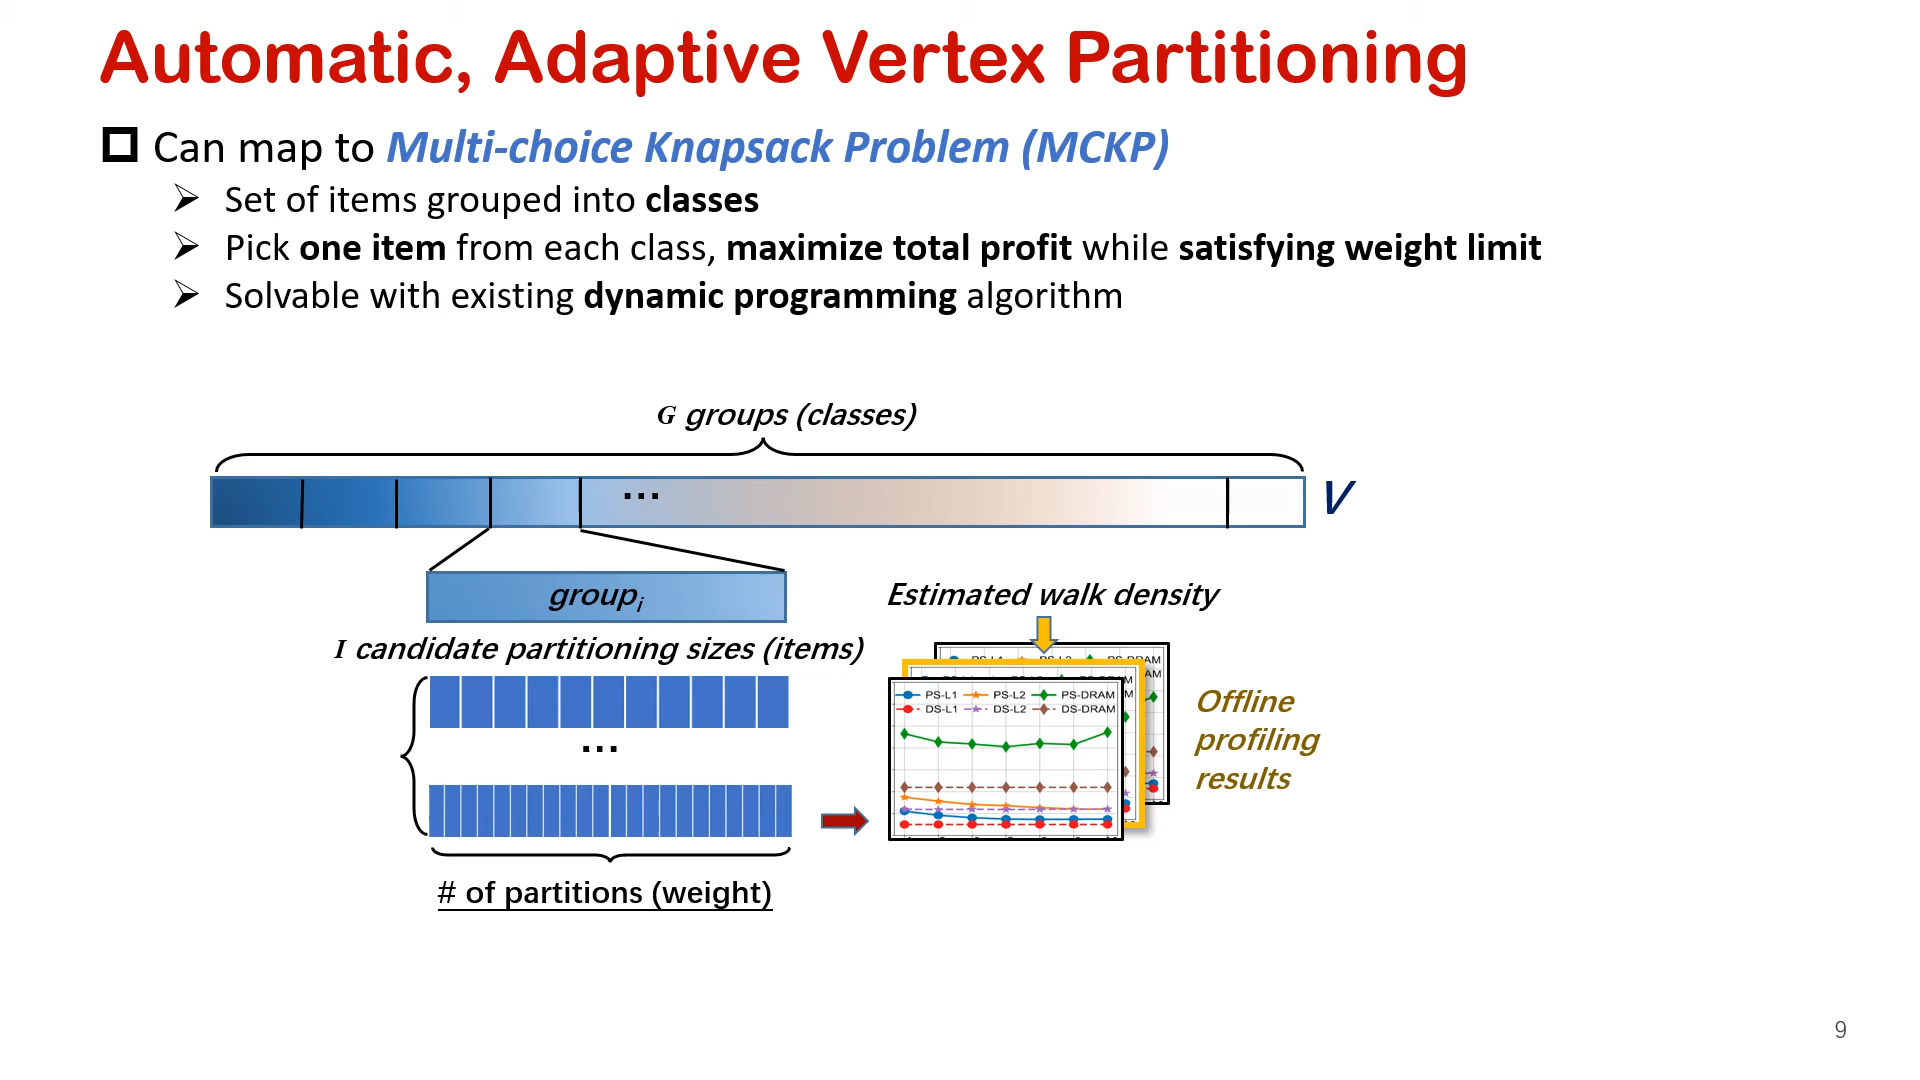 Automatic, Adaptive Vertex Partitioning
Can map to Multi-choice Knapsack Problem (MCKP)
Set of items grouped into classes
Pick one item from each class, maximize total profit while satisfying weight limit
Solvable with existing dynamic programming algorithm
G groups (classes)
...
V
groupi
Estimated walk density
I candidate partitioning sizes (items)
...
PS-L1 PS-L2 PS-DRAM
DS-L1 DS-L2 DS-DRAM
Offline
profiling
results
# of partitions (weight)
9